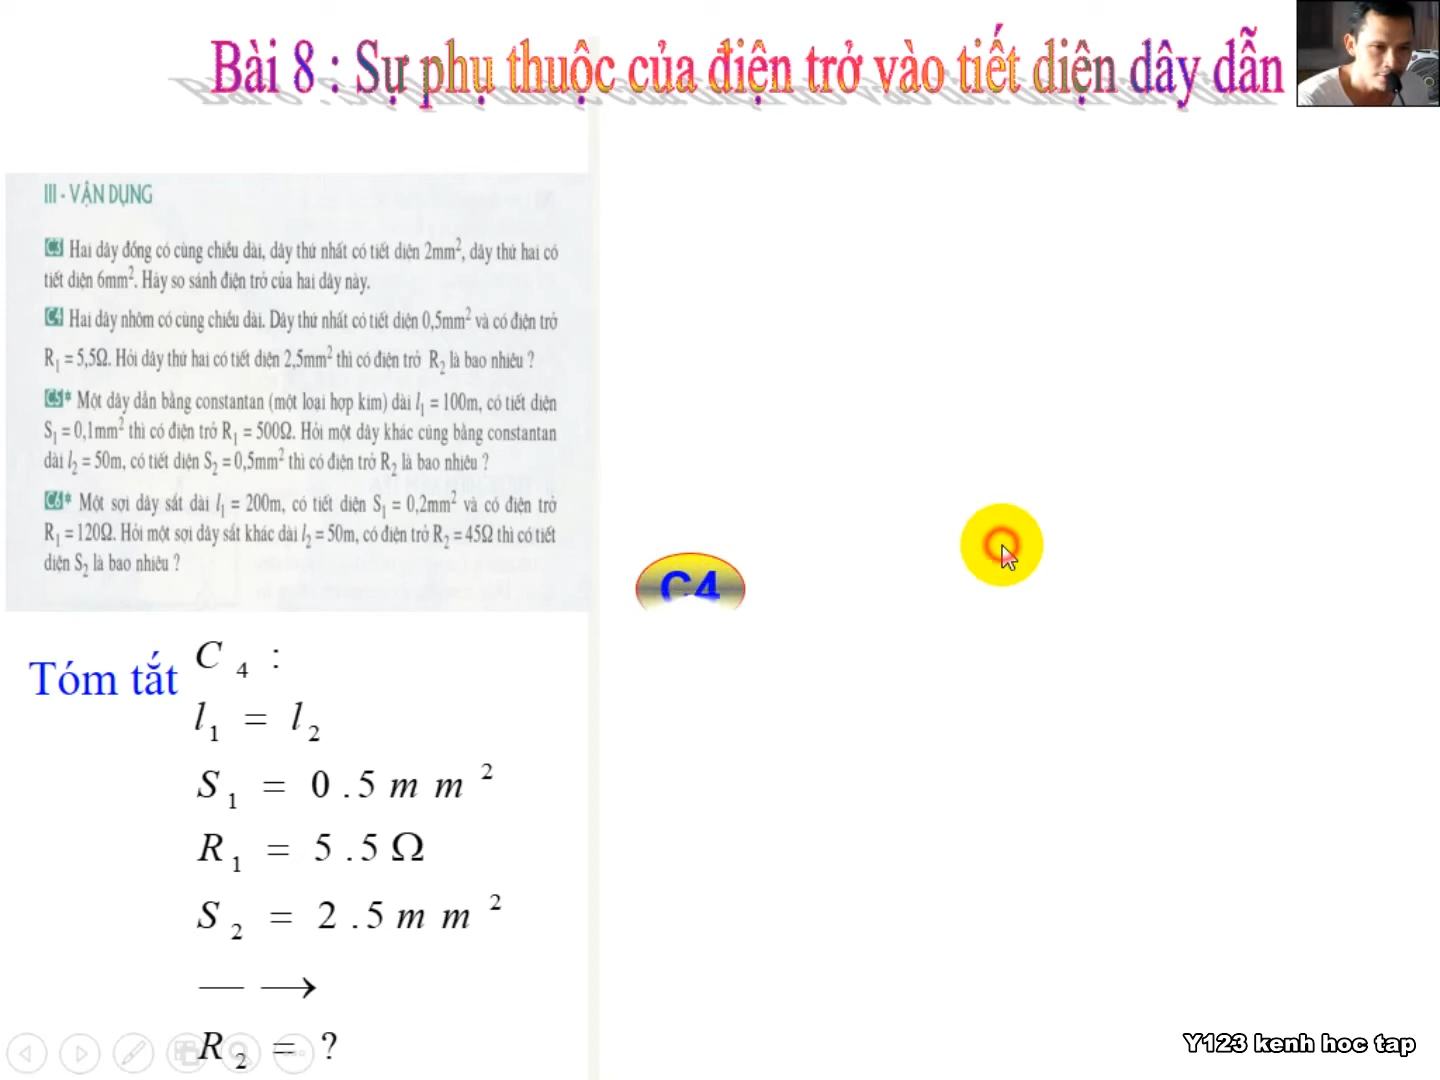 Bài 8 : Sự phụ thuộc của điện trở vào tiết diện dây dẫn
III - VẬN DỤNG
C3 Hai dây đồng có cùng chiều dài, dây thứ nhất có tiết diện 2mm², dây thứ hai có
tiết diện 6mm². Hãy so sánh điện trở của hai dây này.
C4 Hai dây nhôm có cùng chiều dài. Dây thứ nhất có tiết diện 0,5mm² và có điện trở
R₁ = 5,5Ω. Hỏi dây thứ hai có tiết diện 2,5mm² thì có điện trở R₂ là bao nhiêu ?
C5* Một dây dẫn bằng constantan (một loại hợp kim) dài l₁ = 100m, có tiết diện
S₁ = 0,1mm² thì có điện trở R₁ = 500Ω. Hỏi một dây khác cũng bằng constantan
dài l₂ = 50m, có tiết diện S₂ = 0,5mm² thì có điện trở R₂ là bao nhiêu ?
C6* Một sợi dây sắt dài l₁ = 200m, có tiết diện S₁ = 0,2mm² và có điện trở
R₁ = 120Ω. Hỏi một sợi dây sắt khác dài l₂ = 50m, có điện trở R₂ = 45Ω thì có tiết
diện S₂ là bao nhiêu ?
C4
Tóm tắt
C₄ :
l₁ = l₂
S₁ = 0.5mm²
R₁ = 5.5Ω
S₂ = 2.5mm²
— →
R₂ = ?
Y123 kenh hoc tap